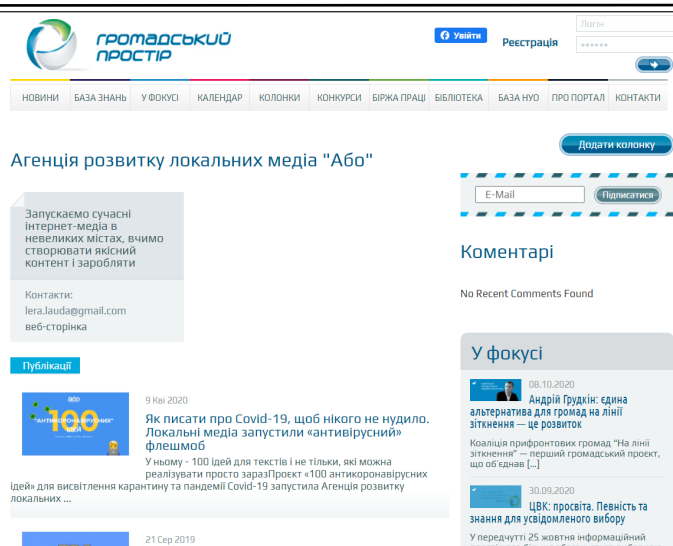 громадський
простір
Увійти
Реєстрація
Логін
••••••
НОВИНИ БАЗА ЗНАНЬ У ФОКУСІ КАЛЕНДАР КОЛОНКИ КОНКУРСИ БІРЖА ПРАЦІ БІБЛІОТЕКА БАЗА НУО ПРО ПОРТАЛ КОНТАКТИ
Додати колонку
Агенція розвитку локальних медіа "Або"
E-Mail
Підписатися
Запускаємо сучасні
інтернет-медіа в
невеликих містах, вчимо
створювати якісний
контент і заробляти
Контакти:
lera.lauda@gmail.com
веб-сторінка
Коментарі
No Recent Comments Found
Публікації
або
"АНТИКОРОНАВІРУСНИХ"
100
ІДЕЙ
9 Кві 2020
Як писати про Covid-19, щоб нікого не нудило.
Локальні медіа запустили «антивірусний»
флешмоб
У ньому - 100 ідей для текстів і не тільки, які можна
реалізувати просто заразПроєкт «100 антикоронавірусних
ідей» для висвітлення карантину та пандемії Covid-19 запустила Агенція розвитку
локальних ...
21 Сер 2019
У фокусі
08.10.2020
Андрій Грудкін: єдина
альтернатива для громад на лінії
зіткнення — це розвиток
Коаліція прифронтових громад “На лінії
зіткнення” — перший громадський проєкт,
що об'єднав [...]
30.09.2020
ЦВК: просвіта. Певність та
знання для усвідомленого вибору
У передчутті 25 жовтня інформаційний